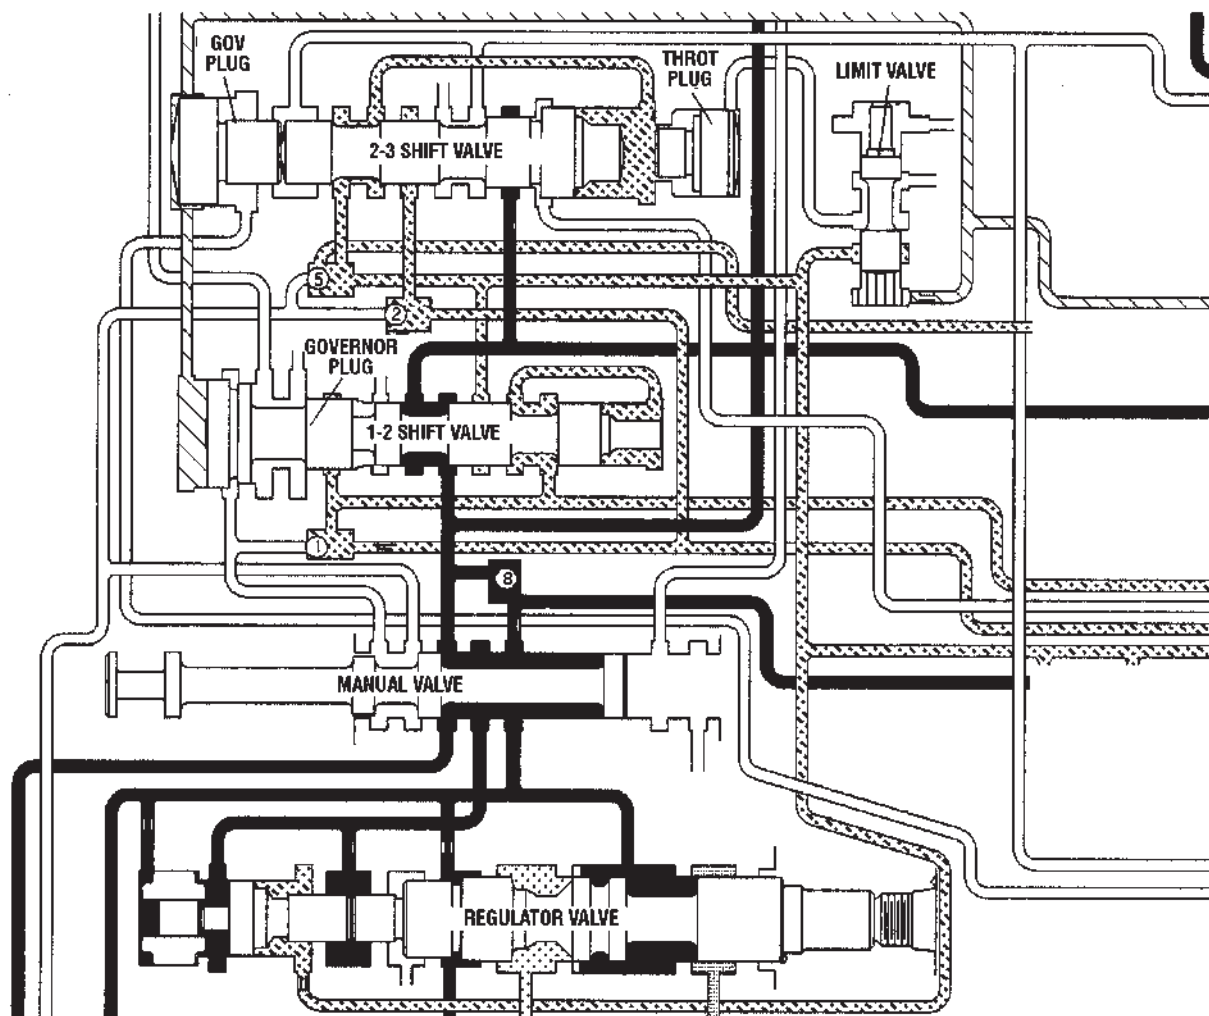 GOV
PLUG
2-3 SHIFT VALVE
THROT
PLUG
LIMIT VALVE
5
2
GOVERNOR
PLUG
1-2 SHIFT VALVE
1
8
MANUAL VALVE
REGULATOR VALVE